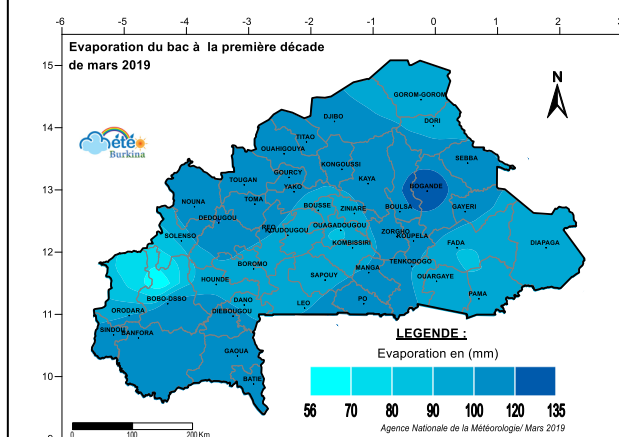 -6 -5 -4 -3 -2 -1 0 1 2 3
Evaporation du bac à la première décade
de mars 2019
15
14
13
12
11
10
N
été
Burkina
GOROM-GOROM
DORI
DJIBO
TITAO
OUAHIGOUYA
SEBBA
KONGOUSSI
GOURCY
KAYA
TOUGAN
YAKO
BOGANDE
NOUNA
TOMA
BOUSSE
ZINIARE
BOULSA
GAYERI
DEDOUGOU
REO
KOUDOUGOU
OUAGADOUGOU
ZORGHO
KOUPELA
SOLENSO
KOMBISSIRI
FADA
DIAPAGA
BOROMO
TENKODOGO
MANGA
HOUNDE
SAPOUY
OUARGAYE
BOBO-DSSO
DANO
LEO
PO
PAMA
ORODARA
DIEBOUGOU
SINDOU
BANFORA
GAOUA
BATIE
LEGENDE :
Evaporation en (mm)
56 70 80 90 100 120 135
Agence Nationale de la Météorologie/ Mars 2019
0 100 200 Km